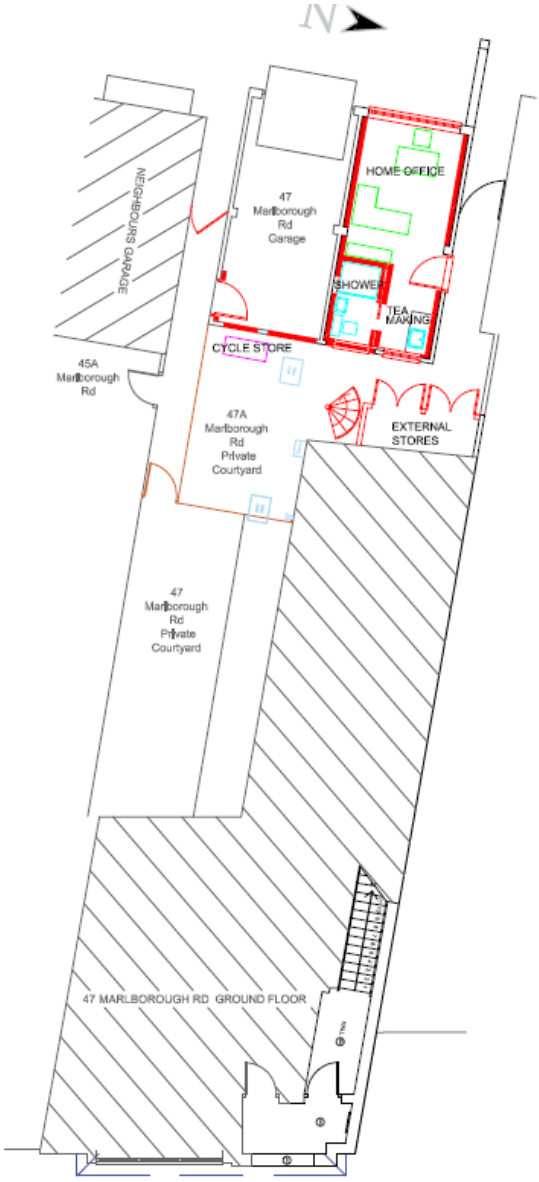 N
HOME OFFICE
47
Marlborough
Rd
Garage
NEIGHBOURS GARAGE
SHOWER
TEA
MAKING
CYCLE STORE
45A
Marlborough
Rd
47A
Marlborough
Rd
Private
Courtyard
EXTERNAL
STORES
47
Marlborough
Rd
Private
Courtyard
47 MARLBOROUGH RD GROUND FLOOR